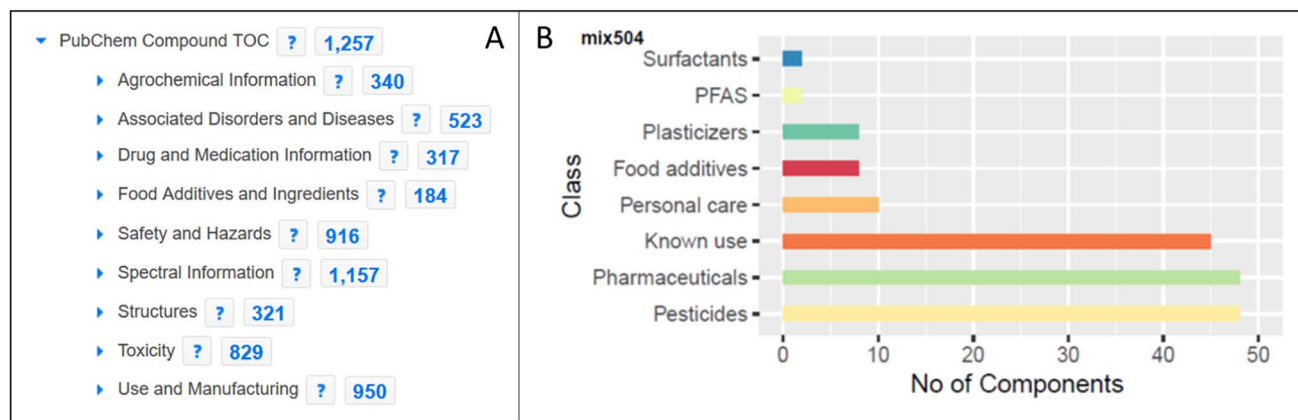 PubChem Compound TOC ? 1,257
A
Agrochemical Information ? 340
Associated Disorders and Diseases ? 523
Drug and Medication Information ? 317
Food Additives and Ingredients ? 184
Safety and Hazards ? 916
Spectral Information ? 1,157
Structures ? 321
Toxicity ? 829
Use and Manufacturing ? 950
B
mix504
Class
Surfactants
PFAS
Plasticizers
Food additives
Personal care
Known use
Pharmaceuticals
Pesticides
0 10 20 30 40 50
No of Components